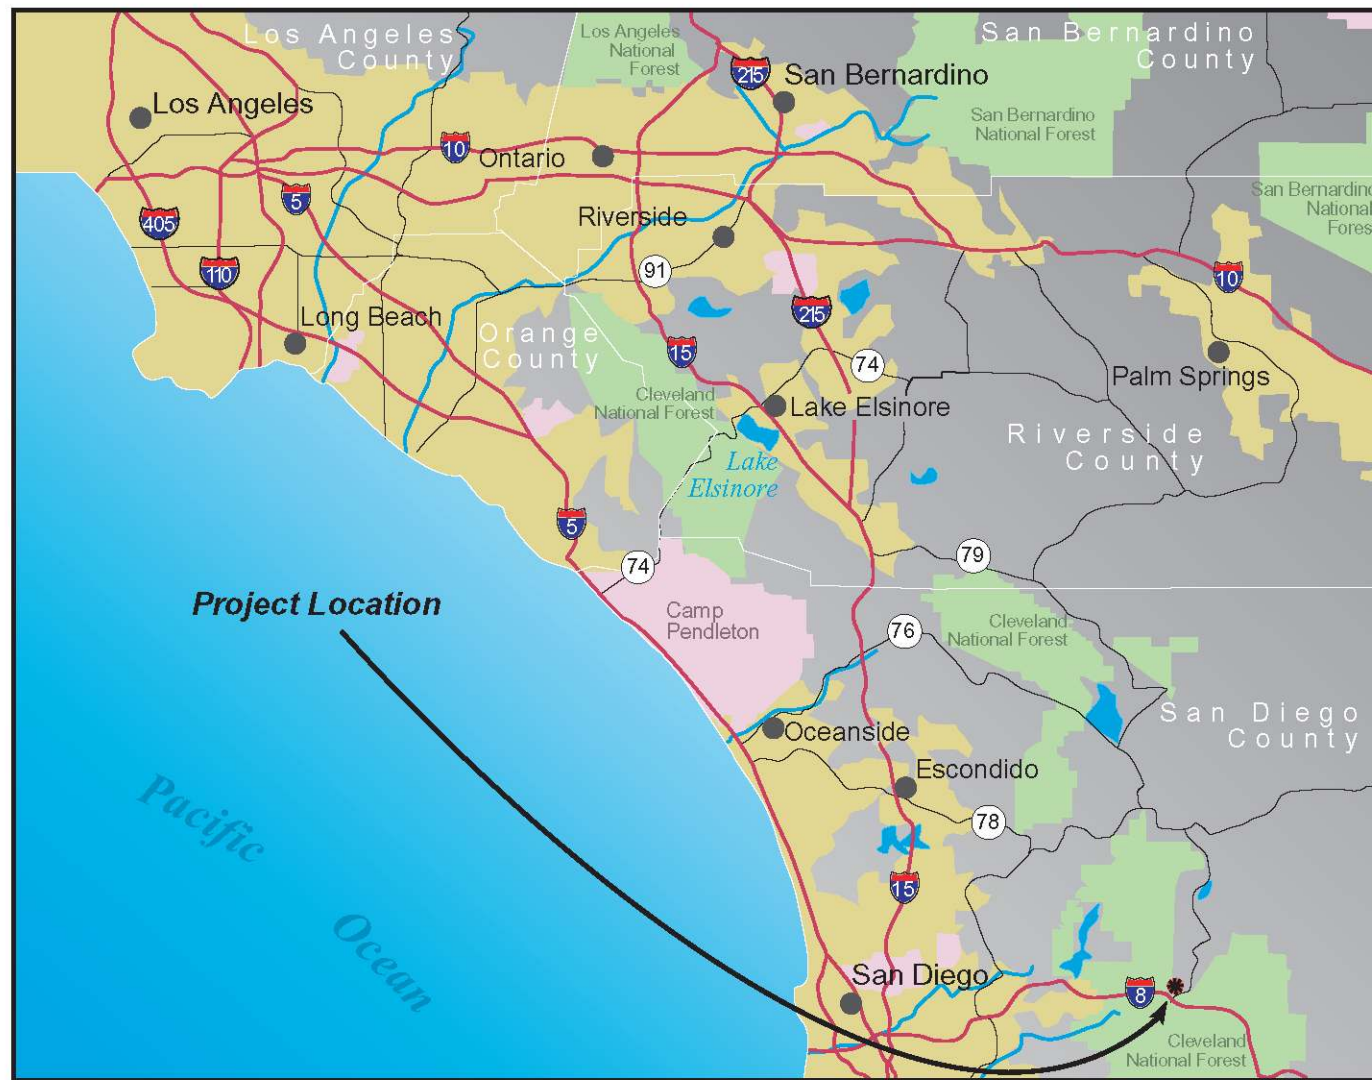 Los Angeles
County
Los Angeles
National
Forest
San Bernardino
County
215
San Bernardino
Los Angeles
San Bernardino
National Forest
10
Ontario
San Bernardino
National
Forest
5
405
Riverside
110
91
10
Long Beach
Orange
County
215
15
74
Palm Springs
Cleveland
National Forest
Lake Elsinore
Riverside
County
Lake
Elsinore
5
74
79
Project Location
Camp
Pendleton
76
Cleveland
National Forest
San Diego
County
Oceanside
Escondido
78
Pacific
Ocean
15
San Diego
8
Cleveland
National Forest